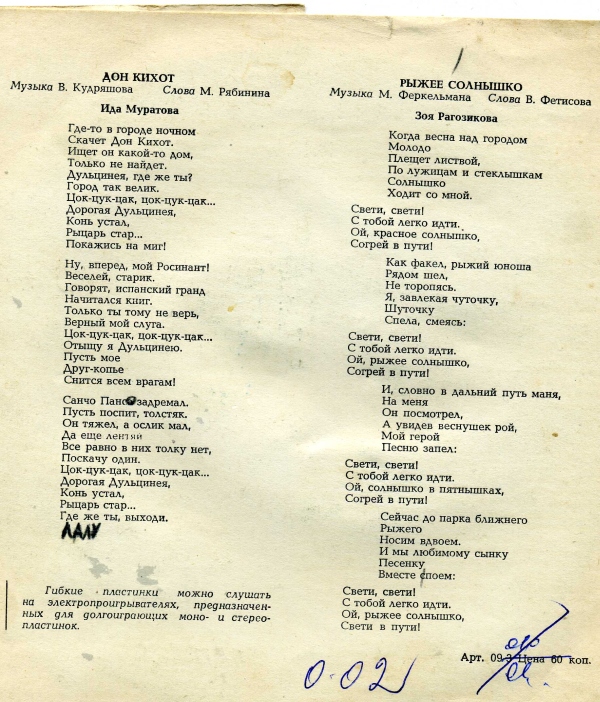 ДОН КИХОТ
Музыка В. Кудряшова Слова М. Рябинина
Ида Муратова
Где-то в городе ночном
Скачет Дон Кихот.
Ищет он какой-то дом,
Только не найдет.
Дульцинея, где же ты?
Город так велик.
Цок-цук-цак, цок-цук-цак...
Дорогая Дульцинея,
Конь устал,
Рыцарь стар...
Покажись на миг!
Ну, вперед, мой Росинант!
Веселей, старик.
Говорят, испанский гранд
Начитался книг.
Только ты тому не верь,
Верный мой слуга.
Цок-цук-цак, цок-цук-цак...
Отыщу я Дульцинею.
Пусть мое
Друг-копье
Снится всем врагам!
Санчо Панса задремал.
Пусть поспит, толстяк.
Он тяжел, а ослик мал,
Да еще лентяй
Все равно в них толку нет,
Поскачу один.
Цок-цук-цак, цок-цук-цак...
Дорогая Дульцинея,
Конь устал,
Рыцарь стар...
Где же ты, выходи.
ЛАЛУ
Гибкие пластинки можно слушать
на электропроигрывателях, предназначен-
ных для долгоиграющих моно- и стерео-
пластинок.
РЫЖЕЕ СОЛНЫШКО
Музыка М. Феркельмана Слова В. Фетисова
Зоя Рагозикова
Когда весна над городом
Молодо
Плещет листвой,
По лужицам и стеклышкам
Солнышко
Ходит со мной.
Свети, свети!
С тобой легко идти.
Ой, красное солнышко,
Согрей в пути!
Как факел, рыжий юноша
Рядом шел,
Не торопясь.
Я, завлекая чуточку,
Шуточку
Спела, смеясь:
Свети, свети!
С тобой легко идти.
Ой, рыжее солнышко,
Согрей в пути!
И, словно в дальний путь маня,
На меня
Он посмотрел,
А увидев веснушек рой,
Мой герой
Песню запел:
Свети, свети!
С тобой легко идти.
Ой, солнышко в пятнышках,
Согрей в пути!
Сейчас до парка ближнего
Рыжего
Носим вдвоем.
И мы любимому сынку
Песенку
Вместе споем:
Свети, свети!
С тобой легко идти.
Ой, рыжее солнышко,
Свети в пути!
Арт. 09-3 Цена 60 коп.
0-02